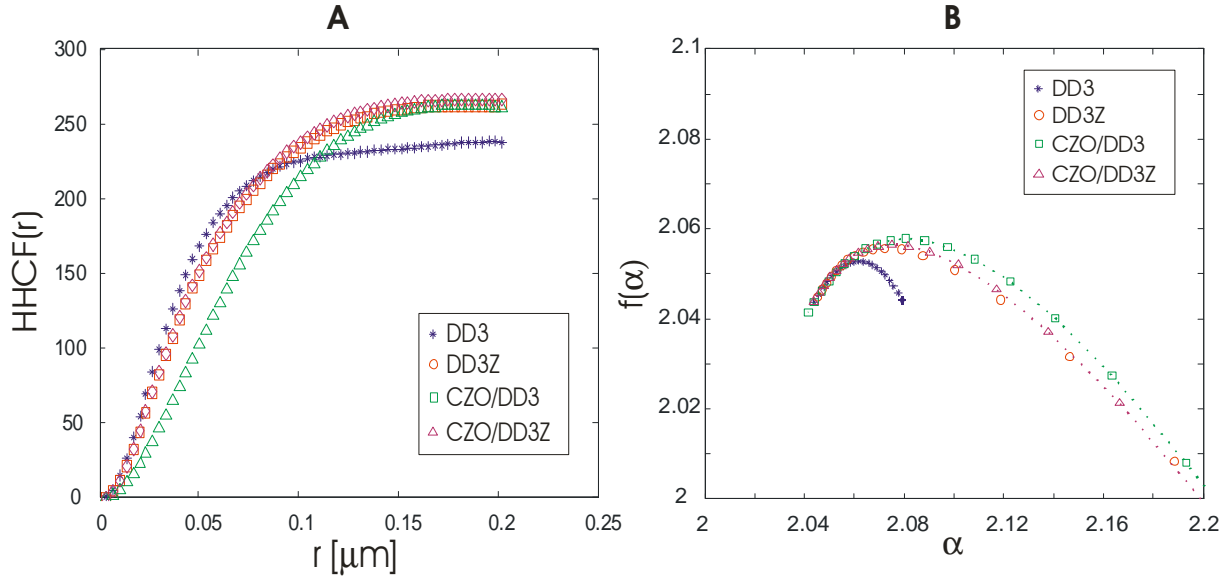 A
HHCF(r)
300
250
200
150
100
50
0
0
0.05
0.1
0.15
0.2
0.25
r [μm]
DD3
DD3Z
CZO/DD3
CZO/DD3Z
B
f(α)
2.1
2.08
2.06
2.04
2.02
2
2
2.04
2.08
2.12
2.16
2.2
α
DD3
DD3Z
CZO/DD3
CZO/DD3Z